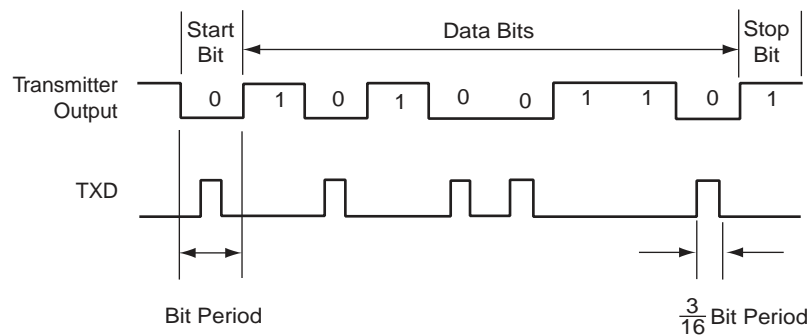 Start
Bit
Data Bits
Stop
Bit
Transmitter
Output
0 1 0 1 0 0 1 1 0 1
TXD
Bit Period
3/16 Bit Period